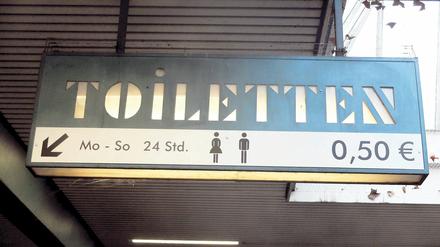 TOiLETTEN
Mo - So 24 Std. 0,50 €